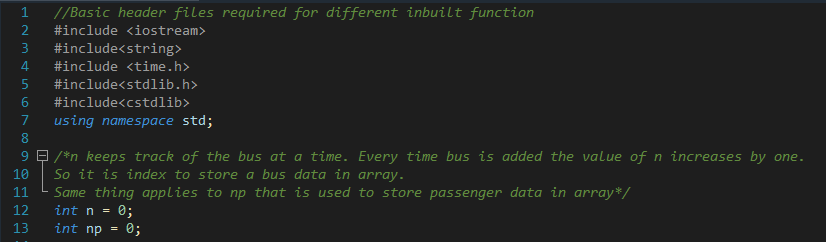 1 //Basic header files required for different inbuilt function
2 #include <iostream>
3 #include<string>
4 #include <time.h>
5 #include<stdlib.h>
6 #include<cstdlib>
7 using namespace std;
8
9 /*n keeps track of the bus at a time. Every time bus is added the value of n increases by one.
10 So it is index to store a bus data in array.
11 Same thing applies to np that is used to store passenger data in array*/
12 int n = 0;
13 int np = 0;